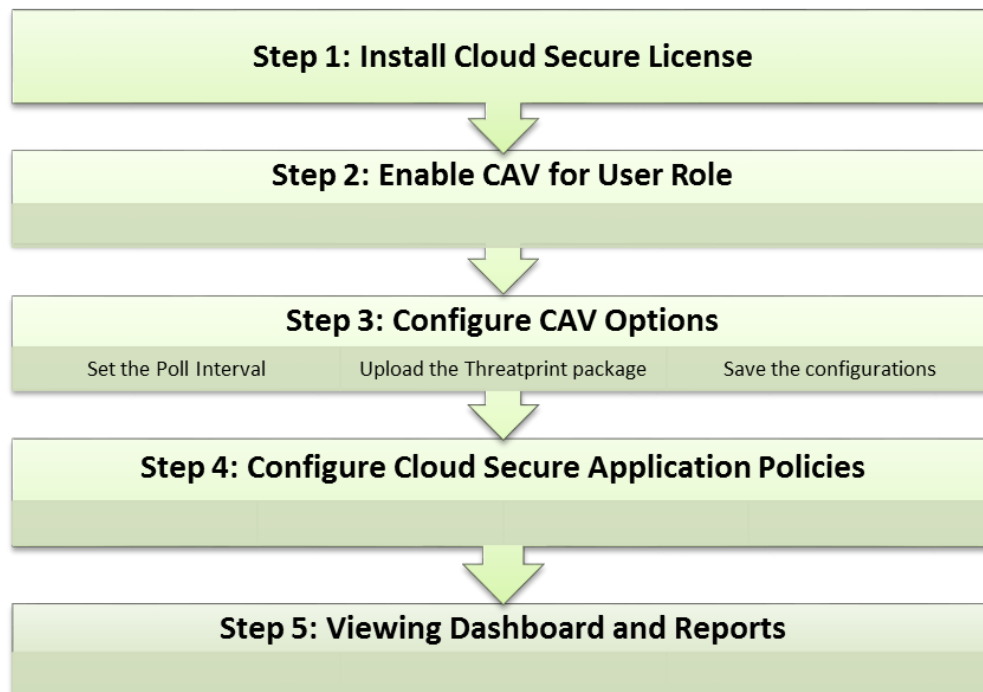 Step 1: Install Cloud Secure License
Step 2: Enable CAV for User Role
Step 3: Configure CAV Options
Set the Poll Interval
Upload the Threatprint package
Save the configurations
Step 4: Configure Cloud Secure Application Policies
Step 5: Viewing Dashboard and Reports